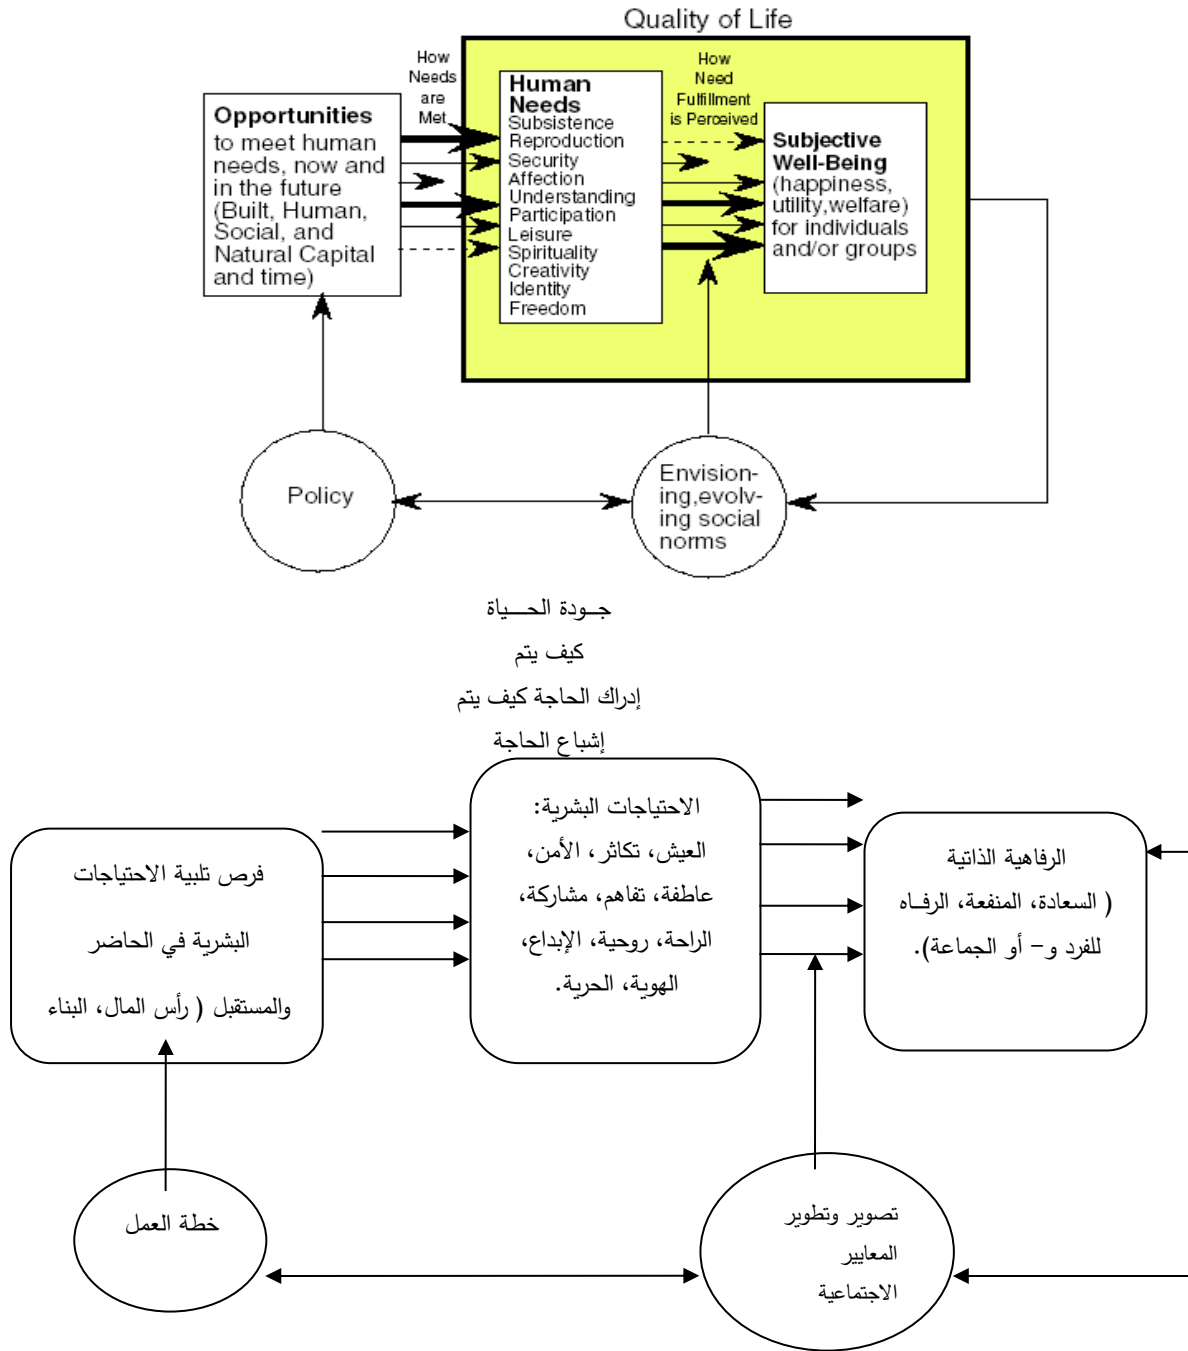 Quality of Life
How
Needs
are
Met
How
Need
Fulfillment
is Perceived
Opportunities
to meet human
needs, now and
in the future
(Built, Human,
Social, and
Natural Capital
and time)
Human
Needs
Subsistence
Reproduction
Security
Affection
Understanding
Participation
Leisure
Spirituality
Creativity
Identity
Freedom
Subjective
Well-Being
(happiness,
utility,welfare)
for individuals
and/or groups
Policy
Envision-
ing,evolv-
ing social
norms
جــودة الحـــياة
كيف يتم
إدراك الحاجة كيف يتم
إشباع الحاجة
فرص تلبية الاحتياجات
البشرية في الحاضر
والمستقبل ( رأس المال، البناء
الاحتياجات البشرية:
العيش، تكاثر، الأمن،
عاطفة، تفاهم، مشاركة،
الراحة، روحية، الإبداع،
الهوية، الحرية.
الرفاهية الذاتية
( السعادة، المنفعة، الرفــاه
للفرد و– أو الجماعة).
خطة العمل
تصوير وتطوير
المعايير
الاجتماعية